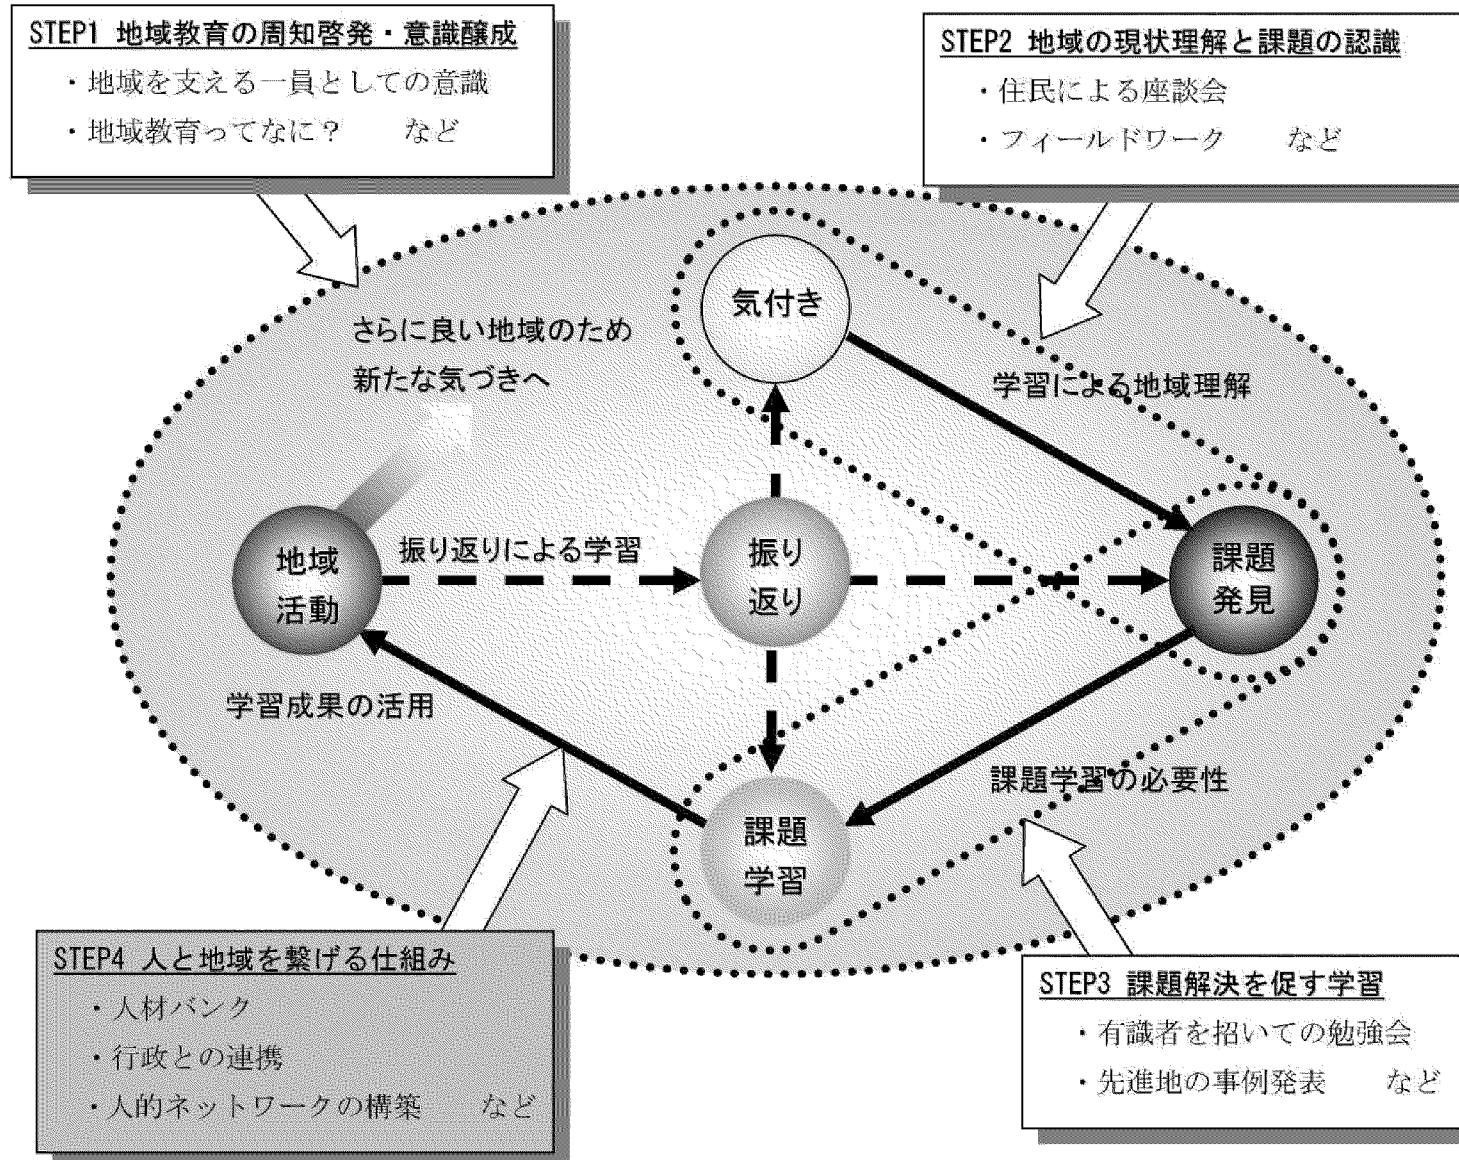 STEP1 地域教育の周知啓発・意識醸成
・地域を支える一員としての意識
・地域教育ってなに？　など
STEP2 地域の現状理解と課題の認識
・住民による座談会
・フィールドワーク　など
気付き
さらに良い地域のため
新たな気づきへ
学習による地域理解
地域
活動
振り返りによる学習
振り
返り
課題
発見
学習成果の活用
課題学習の必要性
課題
学習
STEP4 人と地域を繋げる仕組み
・人材バンク
・行政との連携
・人的ネットワークの構築　など
STEP3 課題解決を促す学習
・有識者を招いての勉強会
・先進地の事例発表　など